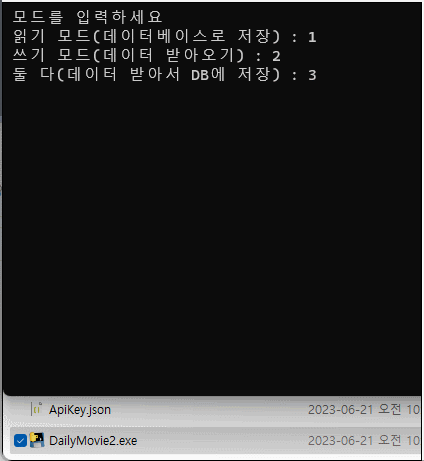 모드를 입력하세요
읽기 모드(데이터베이스로 저장) : 1
쓰기 모드(데이터 받아오기) : 2
둘 다(데이터 받아서 DB에 저장) : 3
ApiKey.json 2023-06-21 오전 10
DailyMovie2.exe 2023-06-21 오전 10